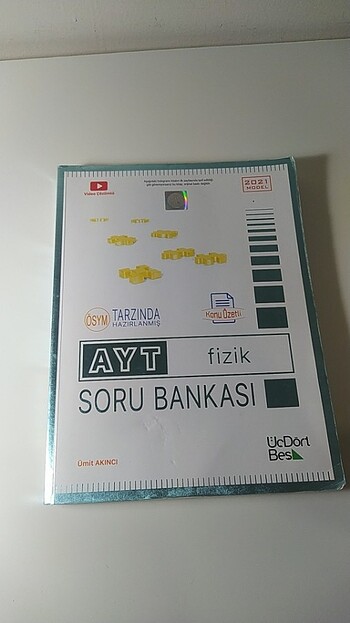 Video Çözümlü
2021
MODEL
ÖSYM
TARZINDA
HAZIRLANMIŞ
Konu Özetli
AYT
fizik
SORU BANKASI
Ümit AKINCI
ÜçDört
Beş